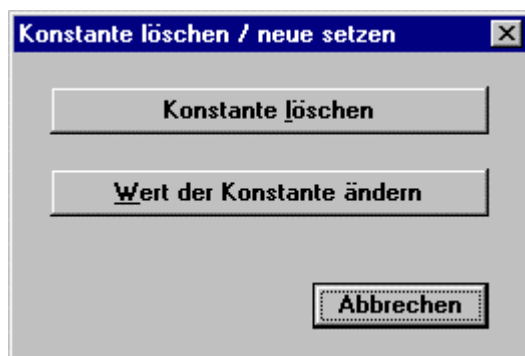 Konstante löschen / neue setzen
Konstante löschen
Wert der Konstante ändern
Abbrechen